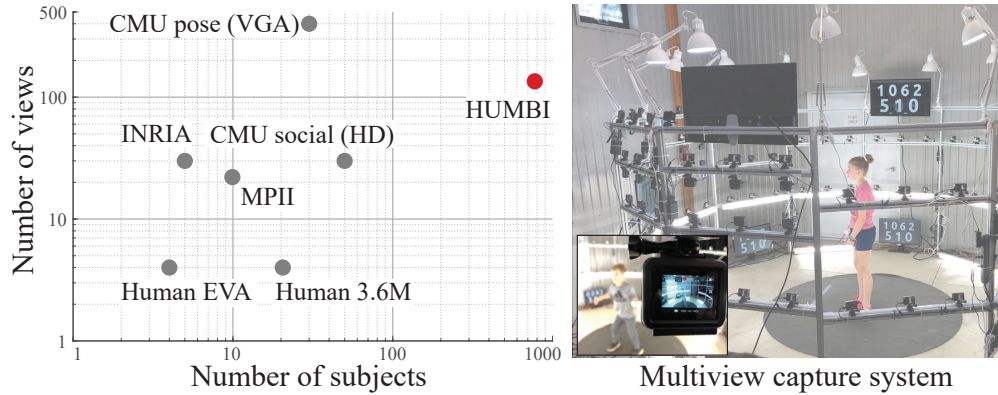 500
CMU pose (VGA)
100
HUMBI
INRIA
CMU social (HD)
MPII
10
Human EVA
Human 3.6M
1
1
10
100
1000
Number of views
Number of subjects
1062
510
1062
510
1062
510
Multiview capture system